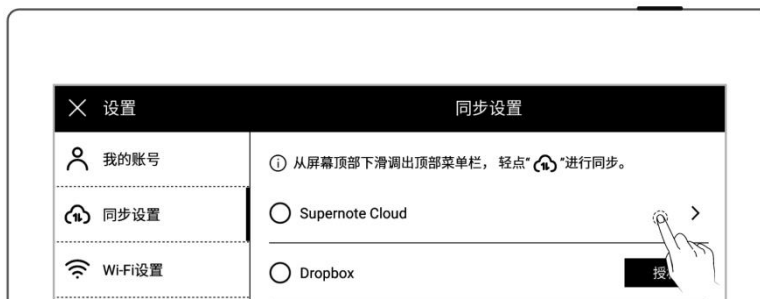 设置
同步设置
我的账号
从屏幕顶部下滑调出顶部菜单栏， 轻点“ ”进行同步。
同步设置
Supernote Cloud
Wi-Fi设置
Dropbox